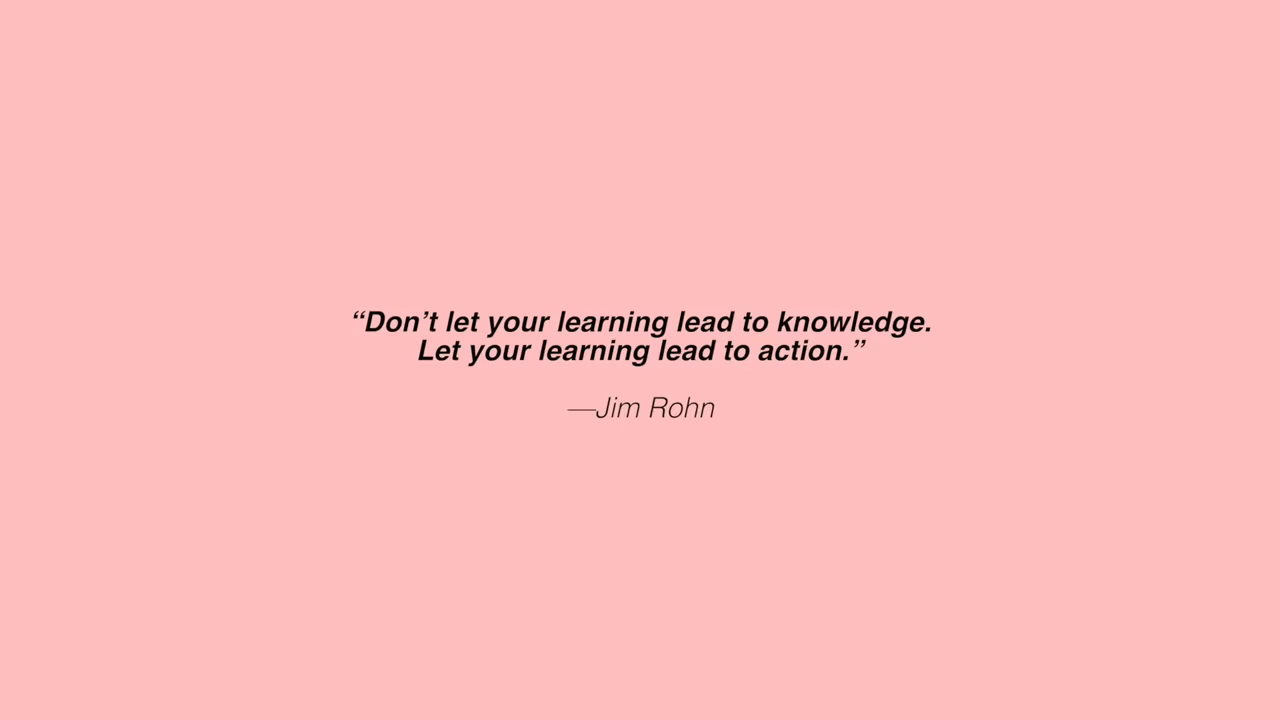 “Don’t let your learning lead to knowledge.
Let your learning lead to action.”
—Jim Rohn